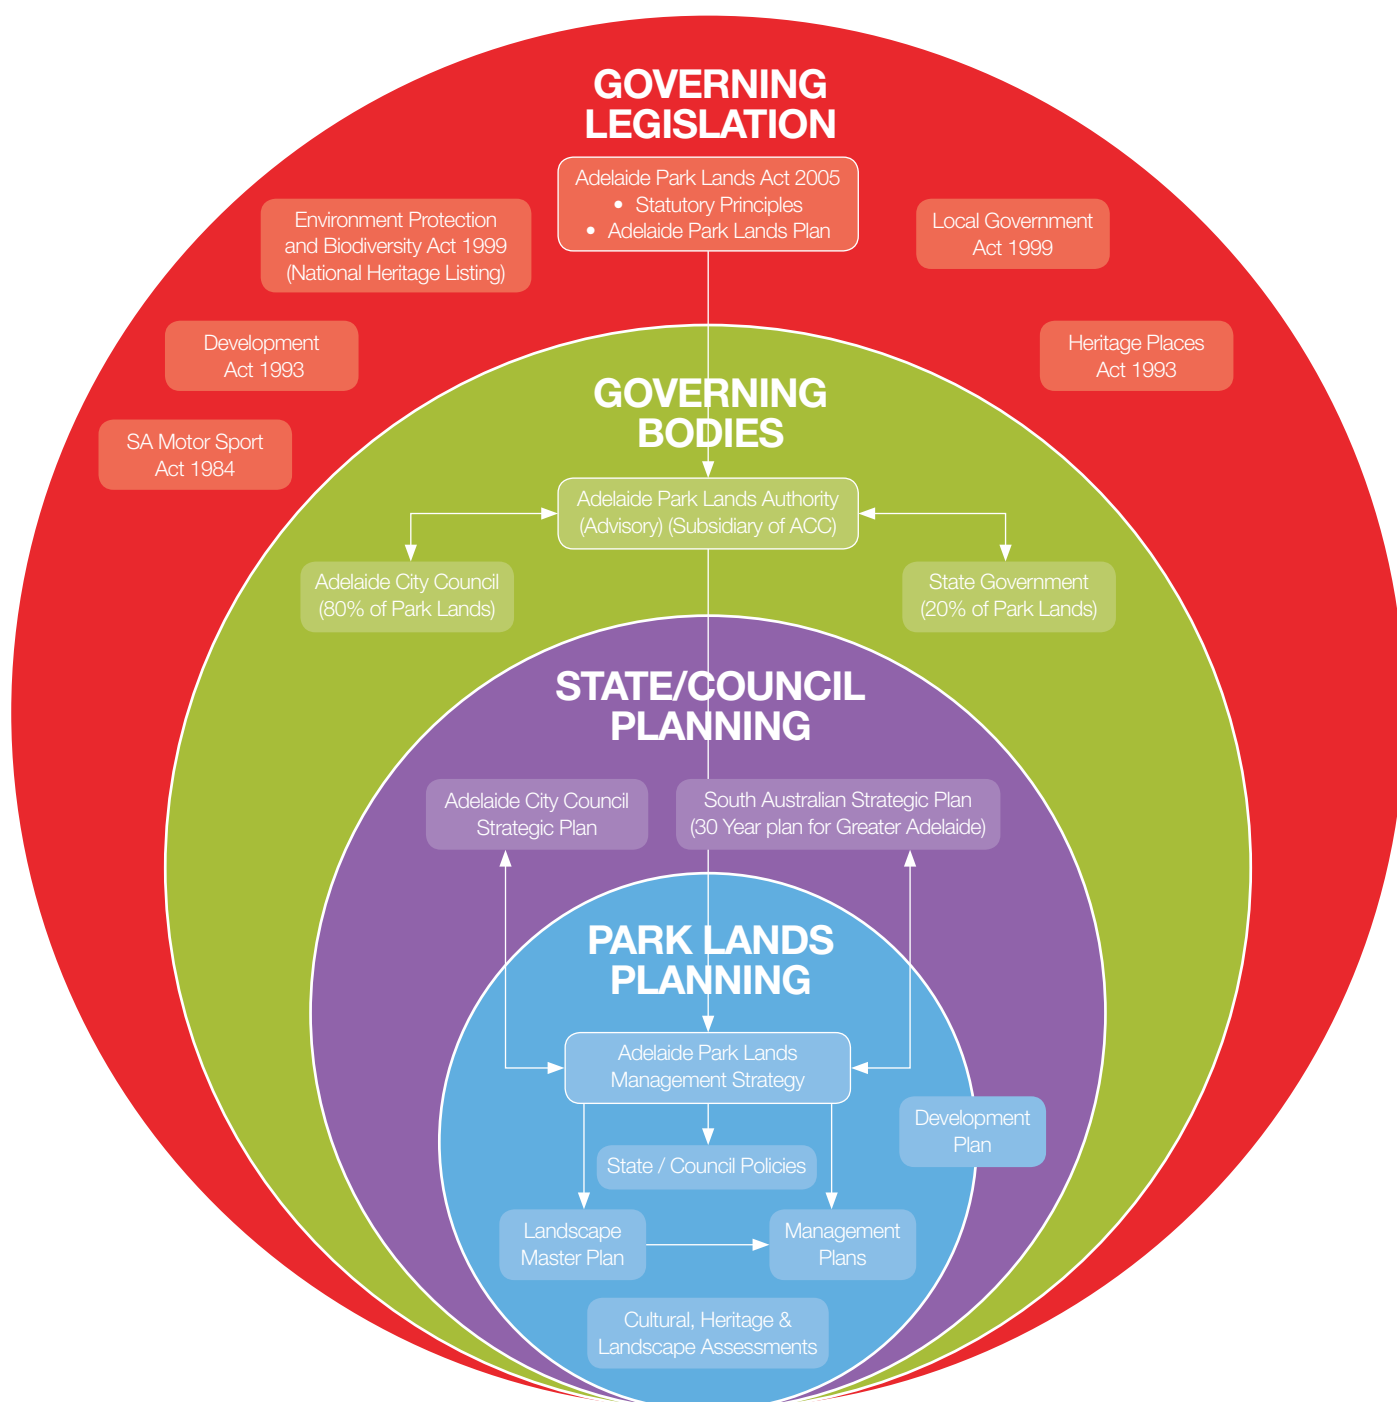 GOVERNING
LEGISLATION
Adelaide Park Lands Act 2005
• Statutory Principles
• Adelaide Park Lands Plan
Environment Protection
and Biodiversity Act 1999
(National Heritage Listing)
Local Government
Act 1999
Development
Act 1993
Heritage Places
Act 1993
SA Motor Sport
Act 1984
GOVERNING
BODIES
Adelaide Park Lands Authority
(Advisory) (Subsidiary of ACC)
Adelaide City Council
(80% of Park Lands)
State Government
(20% of Park Lands)
STATE/COUNCIL
PLANNING
Adelaide City Council
Strategic Plan
South Australian Strategic Plan
(30 Year plan for Greater Adelaide)
PARK LANDS
PLANNING
Adelaide Park Lands
Management Strategy
Development
Plan
State / Council Policies
Landscape
Master Plan
Management
Plans
Cultural, Heritage &
Landscape Assessments